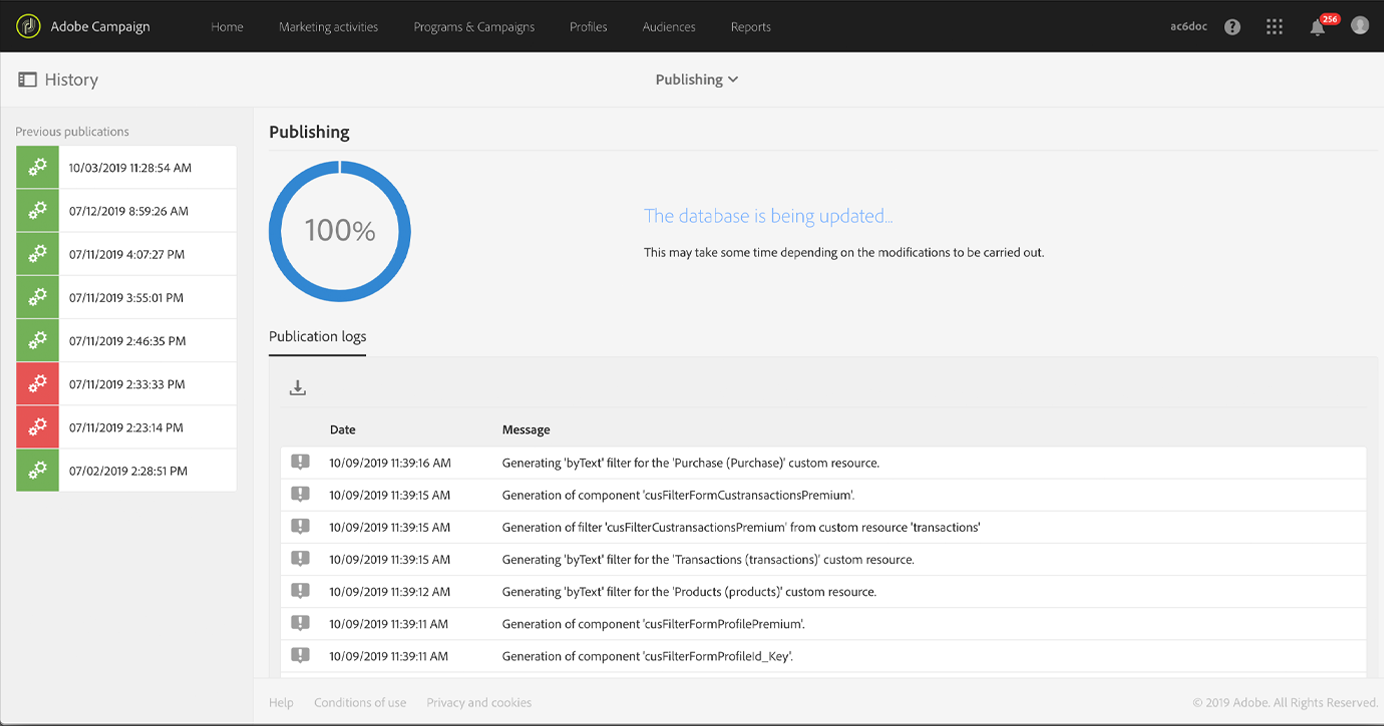 Adobe Campaign Home Marketing activities Programs & Campaigns Profiles Audiences Reports ac6doc ? 256
History Publishing
Previous publications
10/03/2019 11:28:54 AM
07/12/2019 8:59:26 AM
07/11/2019 4:07:27 PM
07/11/2019 3:55:01 PM
07/11/2019 2:46:35 PM
07/11/2019 2:33:33 PM
07/11/2019 2:23:14 PM
07/02/2019 2:28:51 PM
Publishing
100%
The database is being updated...
This may take some time depending on the modifications to be carried out.
Publication logs
Date Message
10/09/2019 11:39:16 AM Generating 'byText' filter for the 'Purchase (Purchase)' custom resource.
10/09/2019 11:39:15 AM Generation of component 'cusFilterFormCustransactionsPremium'.
10/09/2019 11:39:15 AM Generation of filter 'cusFilterCustransactionsPremium' from custom resource 'transactions'
10/09/2019 11:39:15 AM Generating 'byText' filter for the 'Transactions (transactions)' custom resource.
10/09/2019 11:39:12 AM Generating 'byText' filter for the 'Products (products)' custom resource.
10/09/2019 11:39:11 AM Generation of component 'cusFilterFormProfilePremium'.
10/09/2019 11:39:11 AM Generation of component 'cusFilterFormProfileId_Key'.
Help Conditions of use Privacy and cookies © 2019 Adobe. All Rights Reserved.